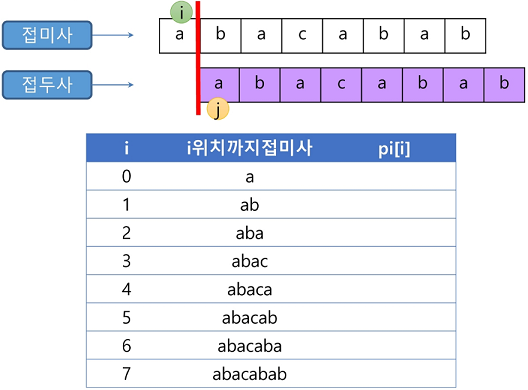 i
접미사 a b a c a b a b
접두사 a b a c a b a b
j
i i위치까지접미사 pi[i]
0 a
1 ab
2 aba
3 abac
4 abaca
5 abacab
6 abacaba
7 abacabab